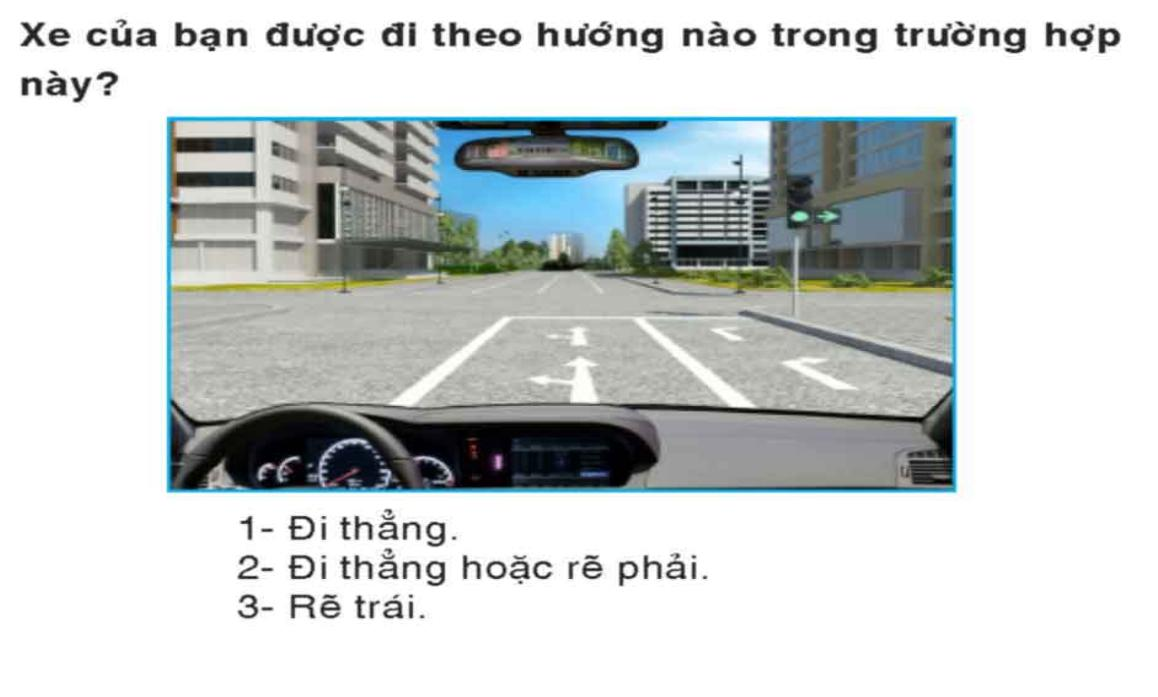 Xe của bạn được đi theo hướng nào trong trường hợp
này?
1- Đi thẳng.
2- Đi thẳng hoặc rẽ phải.
3- Rẽ trái.